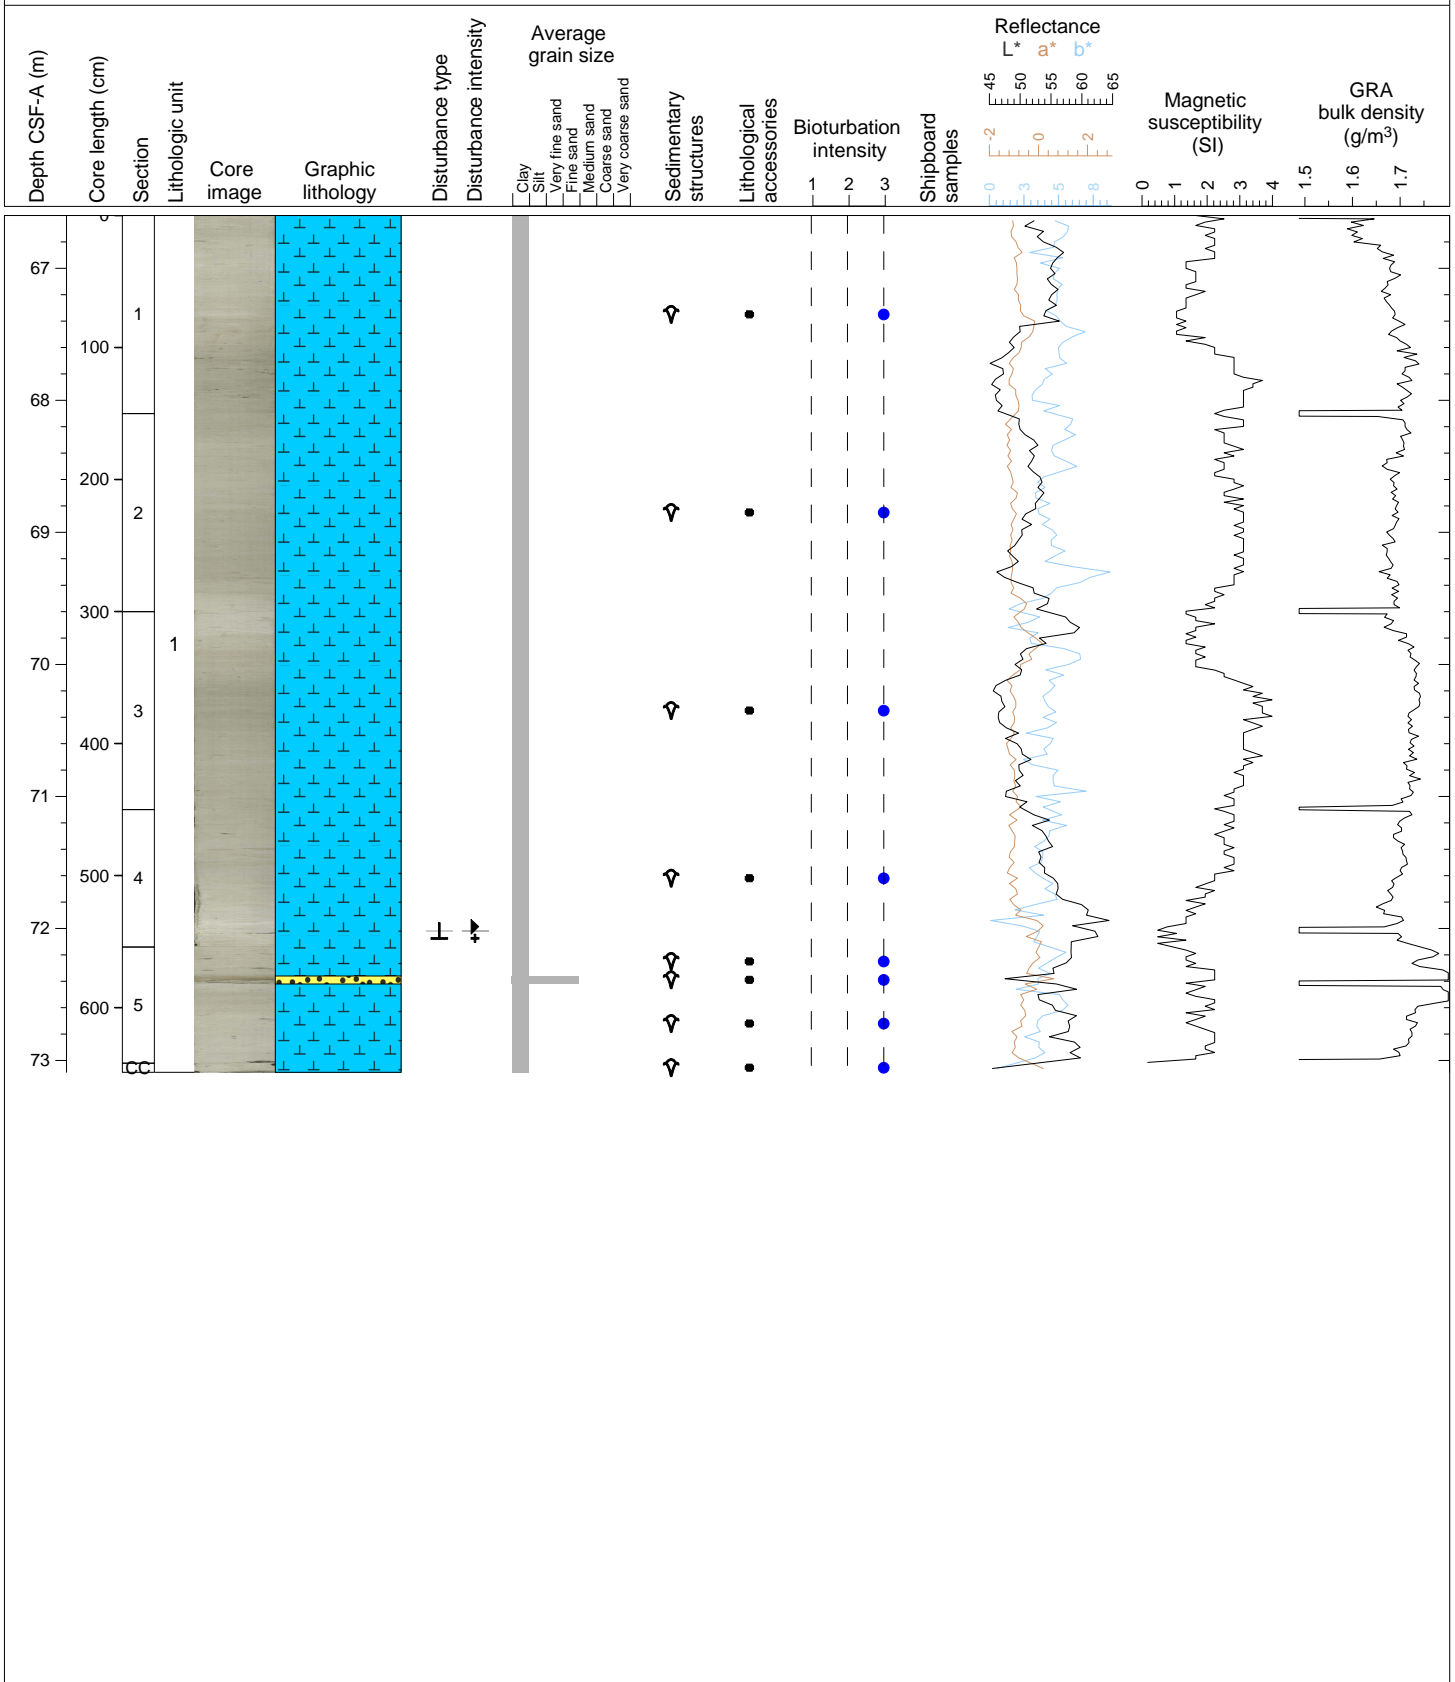 Depth CSF-A (m)
Core length (cm)
Section
Lithologic unit
Core
image
Graphic
lithology
Disturbance type
Disturbance intensity
Average
grain size
Clay
Silt
Very fine sand
Fine sand
Medium sand
Coarse sand
Very coarse sand
Sedimentary
structures
Lithological
accessories
Bioturbation
intensity
1 2 3
Shipboard
samples
Reflectance
L* a* b*
45 50 55 60 65
-2 0 2
0 3 5 8
Magnetic
susceptibility
(SI)
0 1 2 3 4
GRA
bulk density
(g/m³)
1.5 1.6 1.7
0
67
1
100
68
200
2
69
300
1
70
3
400
71
500
4
72
5
600
73
CC